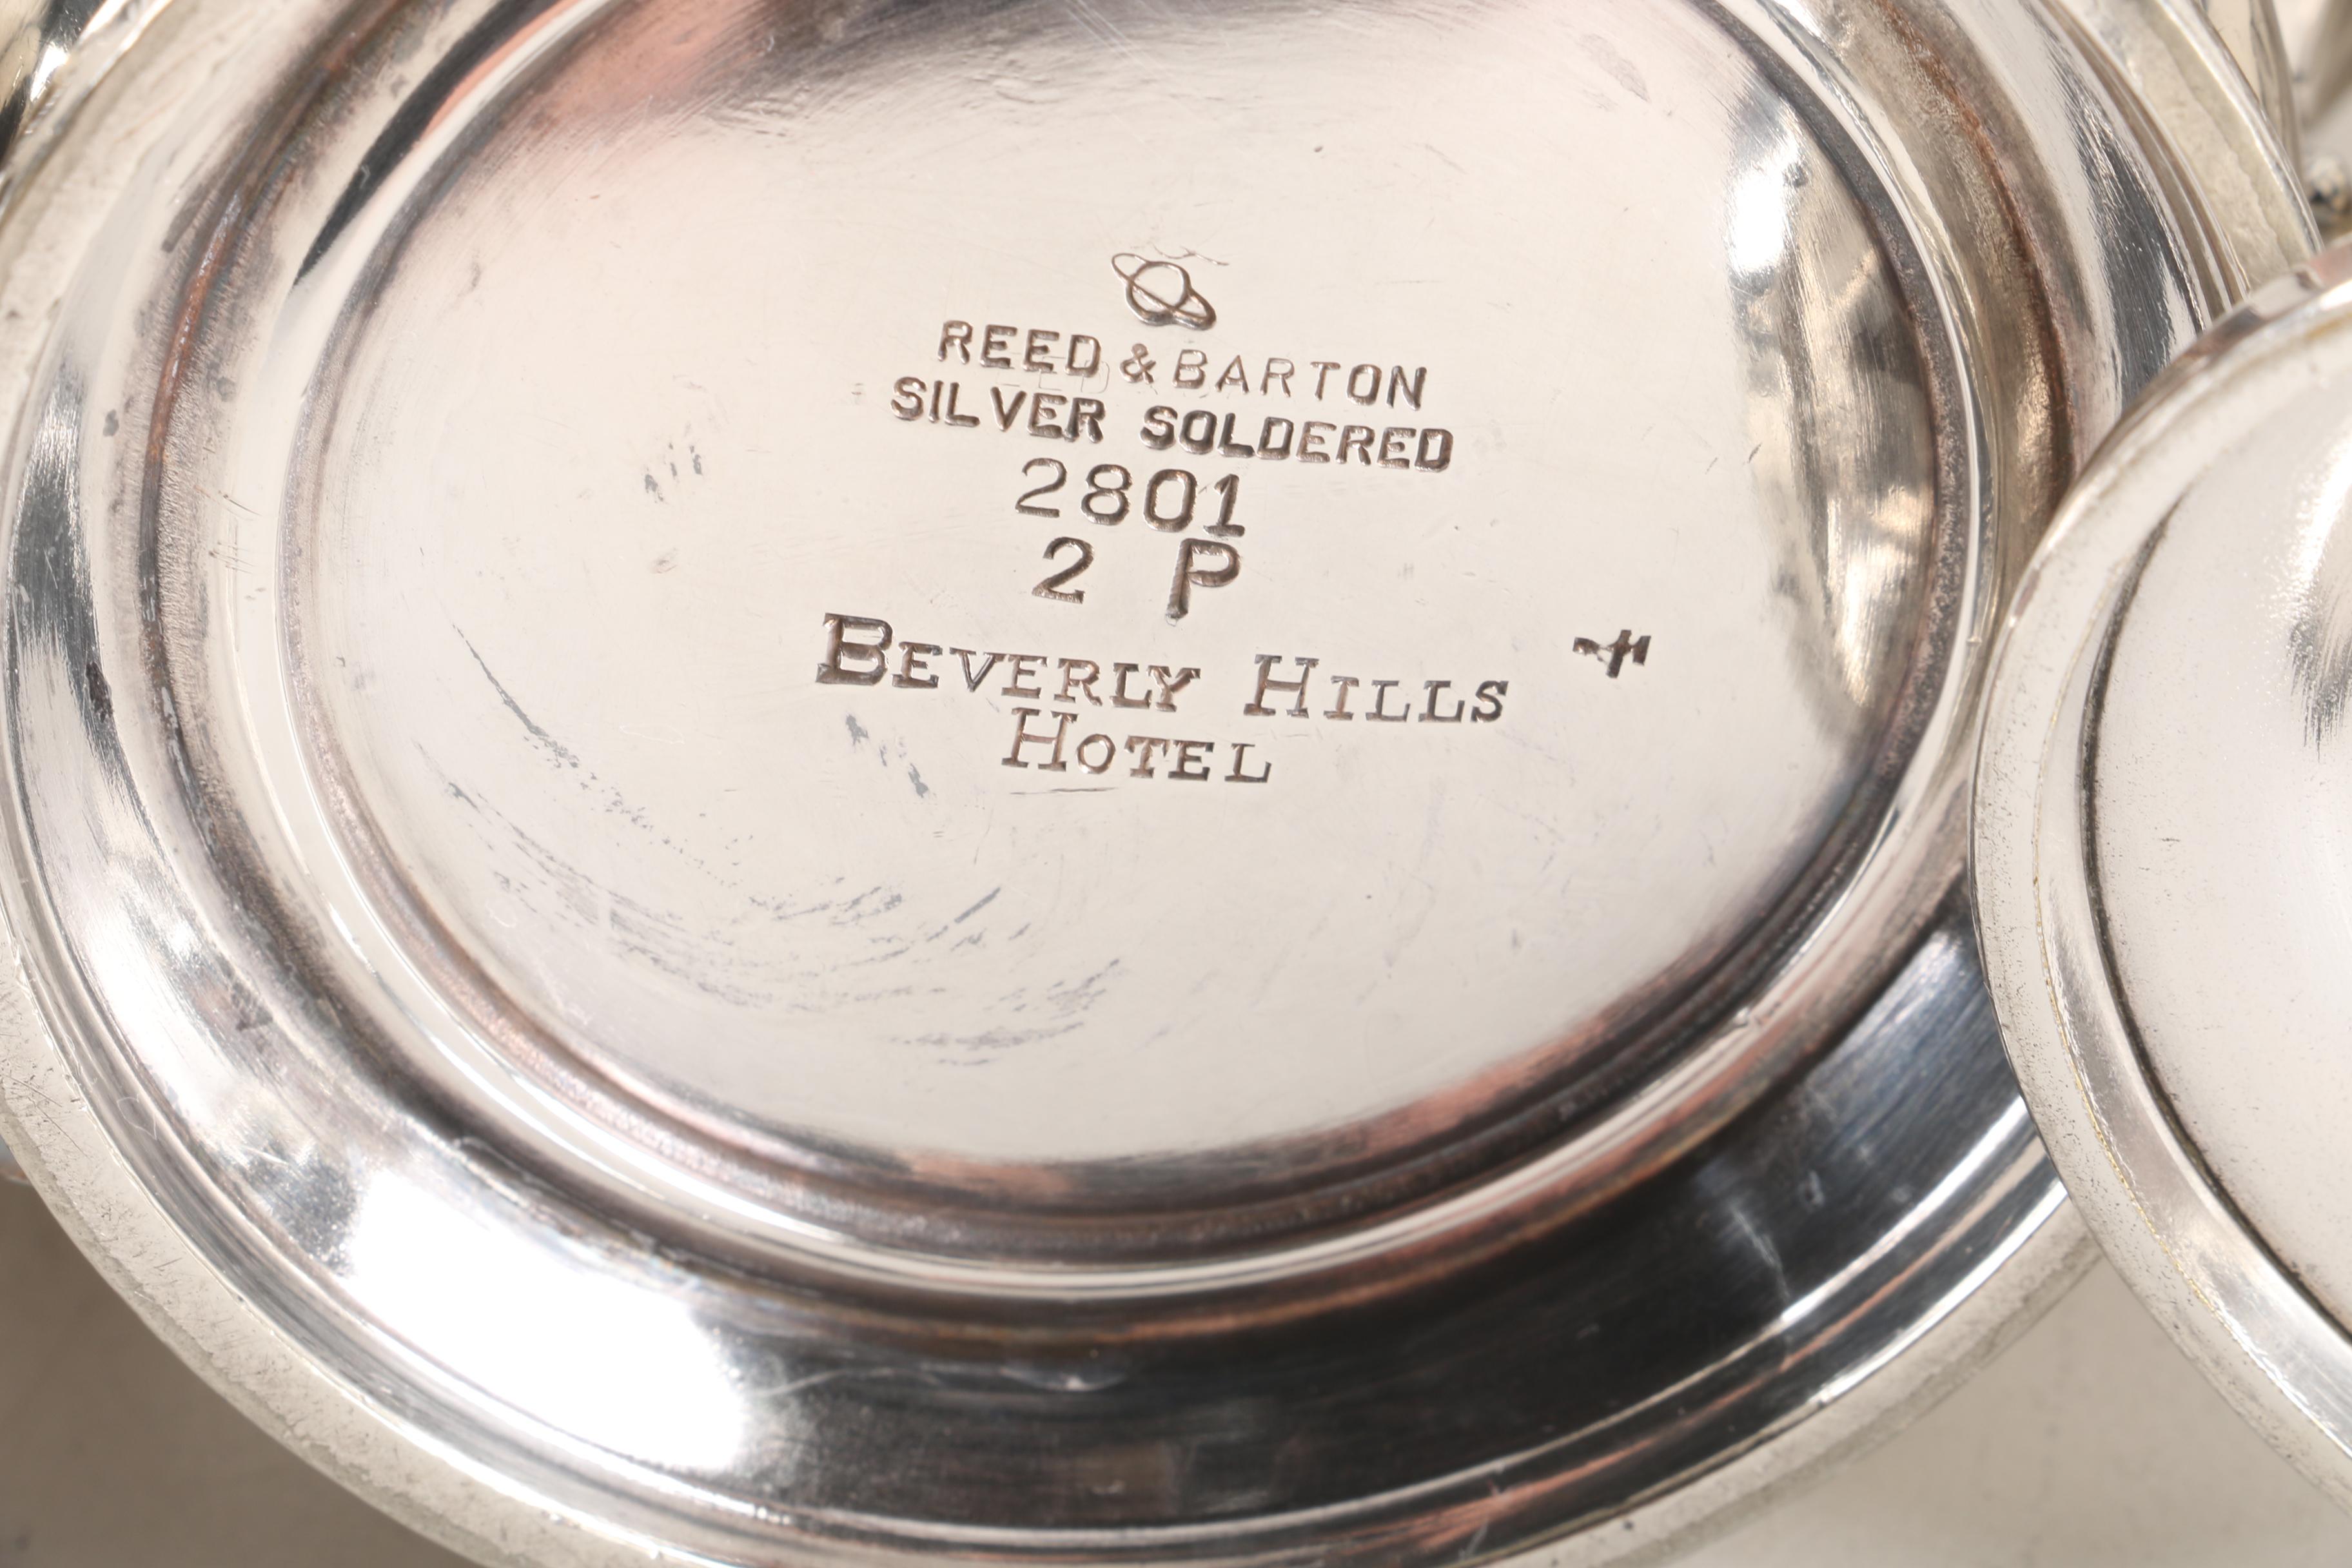 REED & BARTON
SILVER SOLDERED
2801
2 P
BEVERLY HILLS
HOTEL